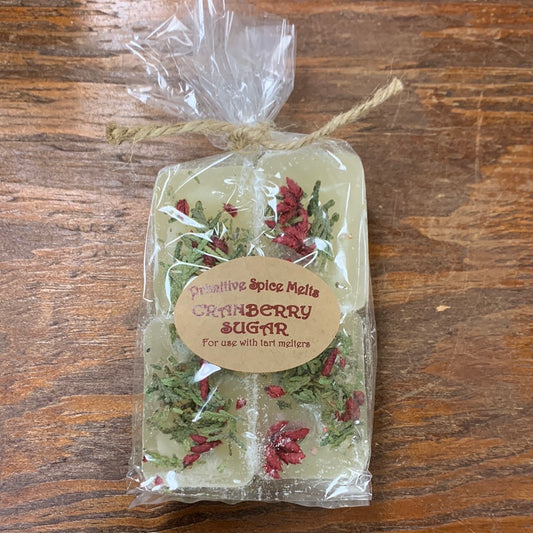 Primitive Spice Melts
CRANBERRY
SUGAR
For use with tart melters